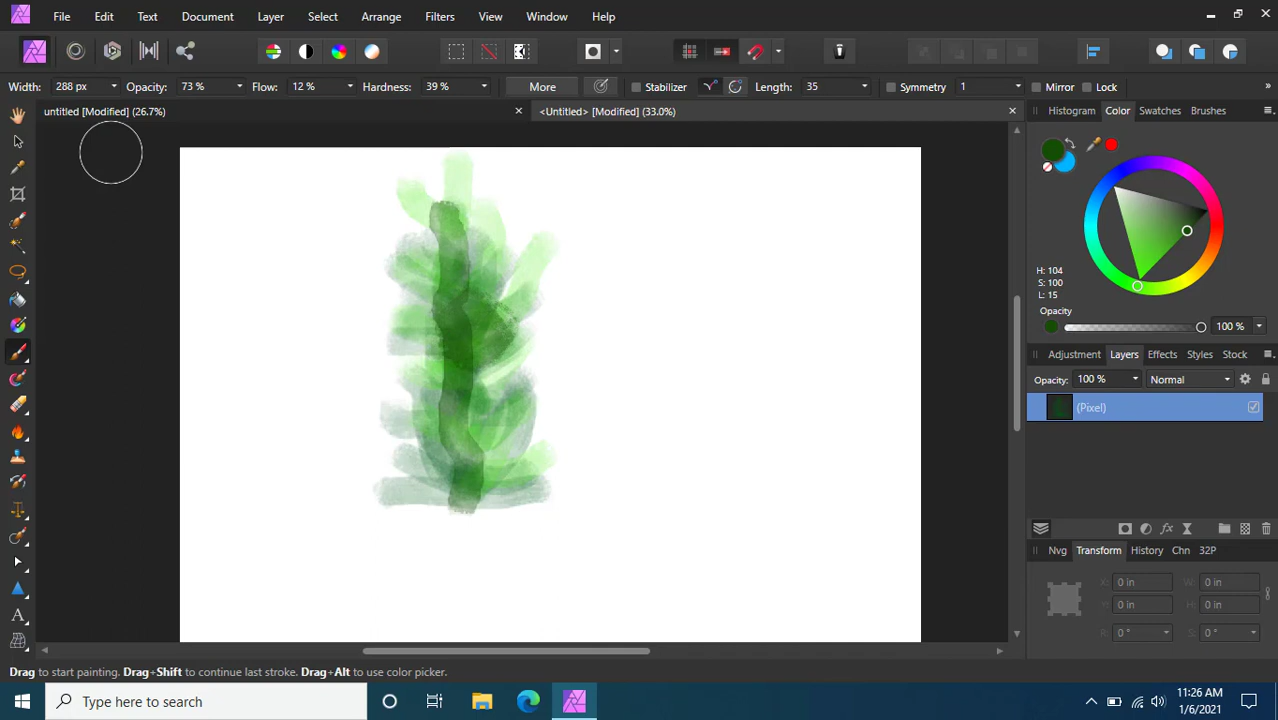 File Edit Text Document Layer Select Arrange Filters View Window Help
Width: 288 px Opacity: 73 % Flow: 12 % Hardness: 39 % More Stabilizer Length: 35 Symmetry 1 Mirror Lock »
untitled [Modified] (26.7%) <Untitled> [Modified] (33.0%)
Histogram Color Swatches Brushes
H: 104
S: 100
L: 15
Opacity
100 %
Adjustment Layers Effects Styles Stock
Opacity: 100 % Normal
(Pixel)
Nvg Transform History Chn 32P
X: 0 in W: 0 in
Y: 0 in H: 0 in
R: 0 ° S: 0 °
Drag to start painting. Drag+Shift to continue last stroke. Drag+Alt to use color picker.
Type here to search
11:26 AM
1/6/2021